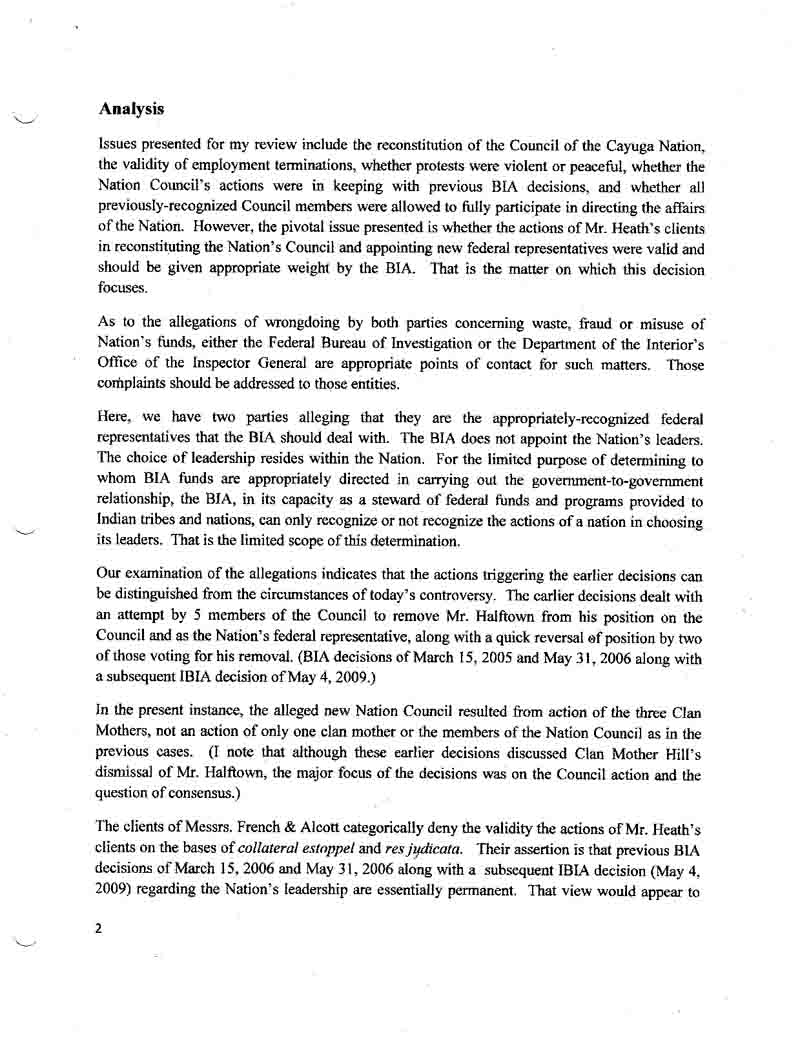 Analysis
Issues presented for my review include the reconstitution of the Council of the Cayuga Nation,
the validity of employment terminations, whether protests were violent or peaceful, whether the
Nation Council's actions were in keeping with previous BIA decisions, and whether all
previously-recognized Council members were allowed to fully participate in directing the affairs
of the Nation. However, the pivotal issue presented is whether the actions of Mr. Heath's clients
in reconstituting the Nation's Council and appointing new federal representatives were valid and
should be given appropriate weight by the BIA. That is the matter on which this decision
focuses.
As to the allegations of wrongdoing by both parties concerning waste, fraud or misuse of
Nation's funds, either the Federal Bureau of Investigation or the Department of the Interior's
Office of the Inspector General are appropriate points of contact for such matters. Those
complaints should be addressed to those entities.
Here, we have two parties alleging that they are the appropriately-recognized federal
representatives that the BIA should deal with. The BIA does not appoint the Nation's leaders.
The choice of leadership resides within the Nation. For the limited purpose of determining to
whom BIA funds are appropriately directed in carrying out the government-to-government
relationship, the BIA, in its capacity as a steward of federal funds and programs provided to
Indian tribes and nations, can only recognize or not recognize the actions of a nation in choosing
its leaders. That is the limited scope of this determination.
Our examination of the allegations indicates that the actions triggering the earlier decisions can
be distinguished from the circumstances of today's controversy. The earlier decisions dealt with
an attempt by 5 members of the Council to remove Mr. Halftown from his position on the
Council and as the Nation's federal representative, along with a quick reversal of position by two
of those voting for his removal. (BIA decisions of March 15, 2005 and May 31, 2006 along with
a subsequent IBIA decision of May 4, 2009.)
In the present instance, the alleged new Nation Council resulted from action of the three Clan
Mothers, not an action of only one clan mother or the members of the Nation Council as in the
previous cases. (I note that although these earlier decisions discussed Clan Mother Hill's
dismissal of Mr. Halftown, the major focus of the decisions was on the Council action and the
question of consensus.)
The clients of Messrs. French & Alcott categorically deny the validity the actions of Mr. Heath's
clients on the bases of collateral estoppel and res judicata. Their assertion is that previous BIA
decisions of March 15, 2006 and May 31, 2006 along with a subsequent IBIA decision (May 4,
2009) regarding the Nation's leadership are essentially permanent. That view would appear to
2